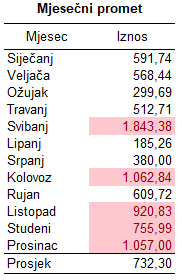 Mjesečni promet
Mjesec Iznos
Siječanj 591,74
Veljača 568,44
Ožujak 299,69
Travanj 512,71
Svibanj 1.843,38
Lipanj 185,26
Srpanj 380,00
Kolovoz 1.062,84
Rujan 609,72
Listopad 920,83
Studeni 755,99
Prosinac 1.057,00
Prosjek 732,30